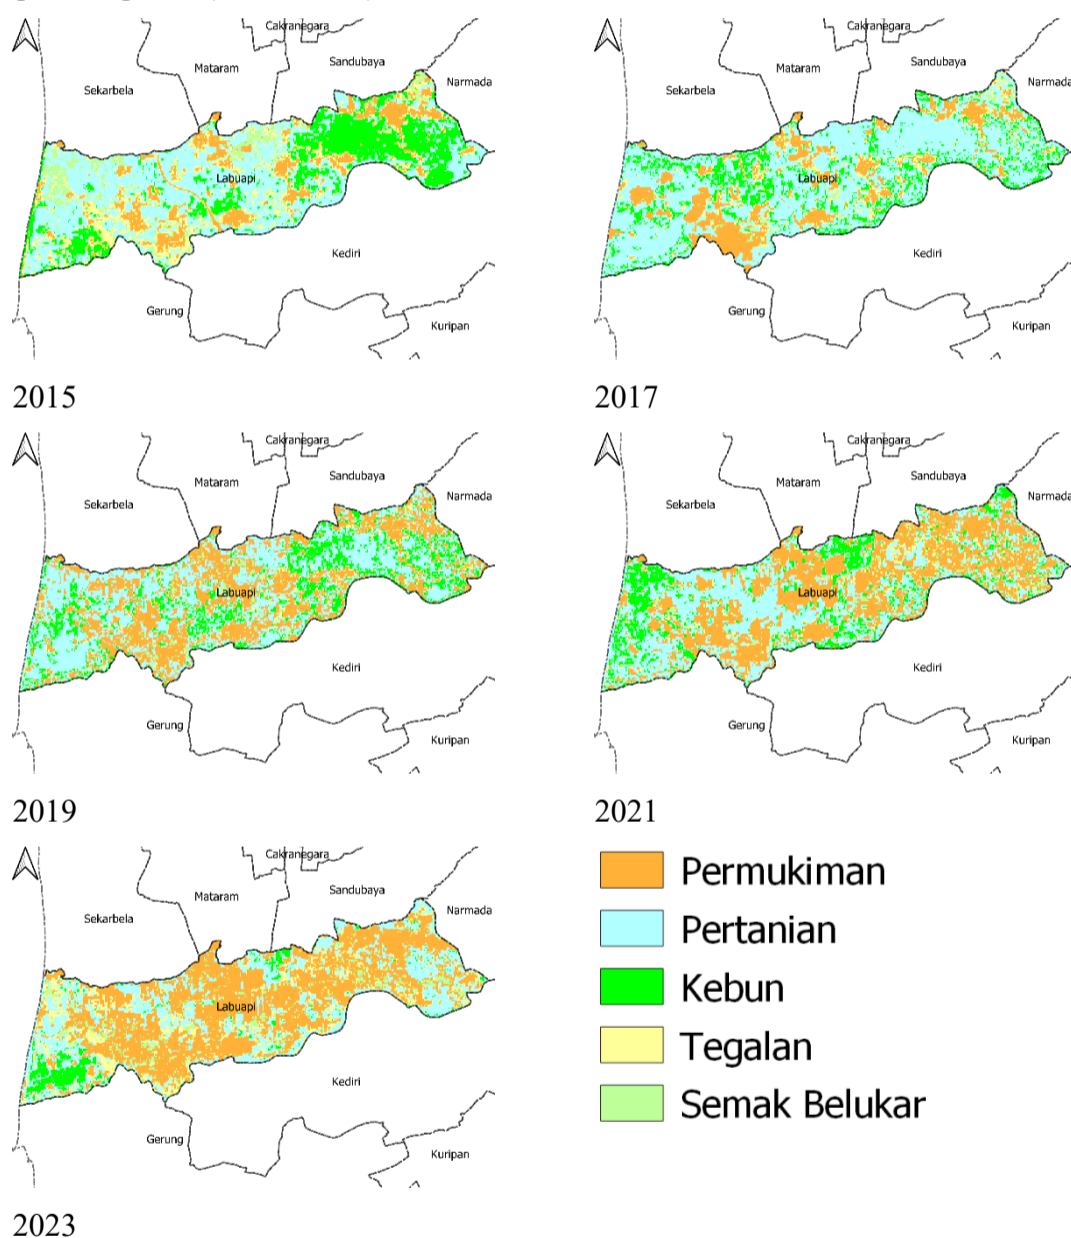 Cakranegara
Mataram
Sandubaya
Sekarbela
Narmada
Labuapi
Kediri
Gerung
Kuripan
2015
Cakranegara
Mataram
Sandubaya
Sekarbela
Narmada
Labuapi
Kediri
Gerung
Kuripan
2017
Cakranegara
Mataram
Sandubaya
Sekarbela
Narmada
Labuapi
Kediri
Gerung
Kuripan
2019
Cakranegara
Mataram
Sandubaya
Sekarbela
Narmada
Labuapi
Kediri
Gerung
Kuripan
2021
Cakranegara
Mataram
Sandubaya
Sekarbela
Narmada
Labuapi
Kediri
Gerung
Kuripan
2023
Permukiman
Pertanian
Kebun
Tegalan
Semak Belukar